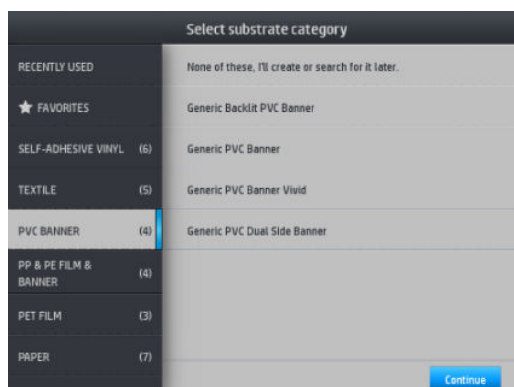 Select substrate category
RECENTLY USED
None of these, I'll create or search for it later.
FAVORITES
Generic Backlit PVC Banner
SELF-ADHESIVE VINYL (6)
Generic PVC Banner
TEXTILE (5)
Generic PVC Banner Vivid
PVC BANNER (4)
Generic PVC Dual Side Banner
PP & PE FILM &
BANNER (4)
PET FILM (3)
PAPER (7)
Continue